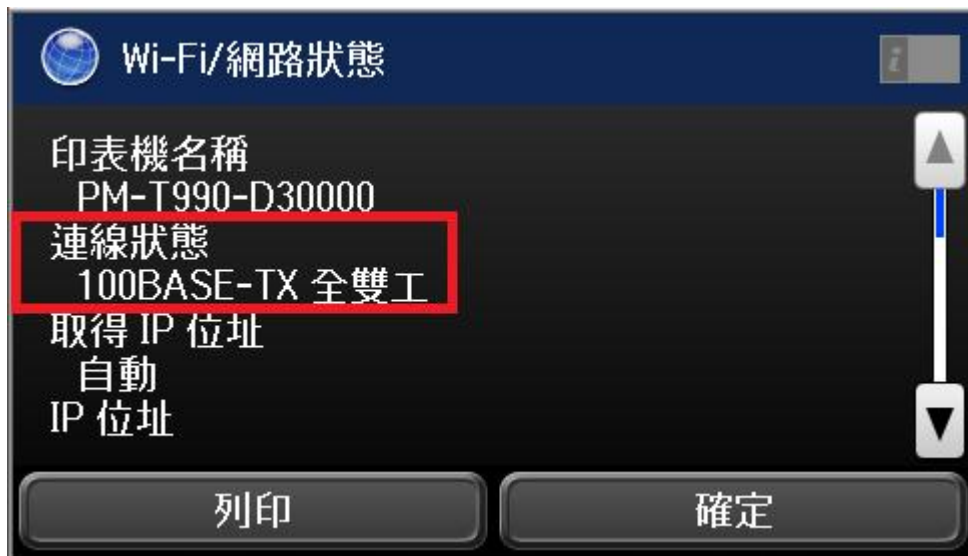 Wi-Fi/網路狀態
i
印表機名稱
PM-T990-D30000
連線狀態
100BASE-TX 全雙工
取得 IP 位址
自動
IP 位址
列印
確定